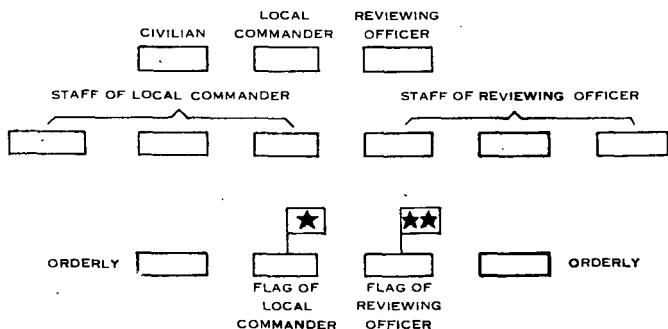 CIVILIAN
LOCAL
COMMANDER
REVIEWING
OFFICER
STAFF OF LOCAL COMMANDER
STAFF OF REVIEWING OFFICER
ORDERLY
ORDERLY
FLAG OF
LOCAL
COMMANDER
FLAG OF
REVIEWING
OFFICER